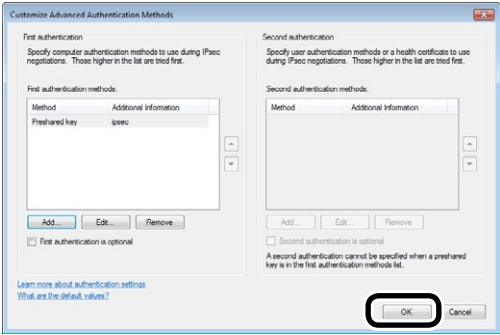 Customize Advanced Authentication Methods
First authentication
Specify computer authentication methods to use during IPsec
negotiations. Those higher in the list are tried first.
First authentication methods:
Method Additional Information
Preshared key ipsec
Add... Edit... Remove
First authentication is optional
Second authentication
Specify user authentication methods or a health certificate to use
during IPsec negotiations. Those higher in the list are tried first.
Second authentication methods:
Method Additional Information
Add... Edit... Remove
Second authentication is optional
A second authentication cannot be specified when a preshared
key is in the first authentication methods list.
Learn more about authentication settings
What are the default values?
OK Cancel